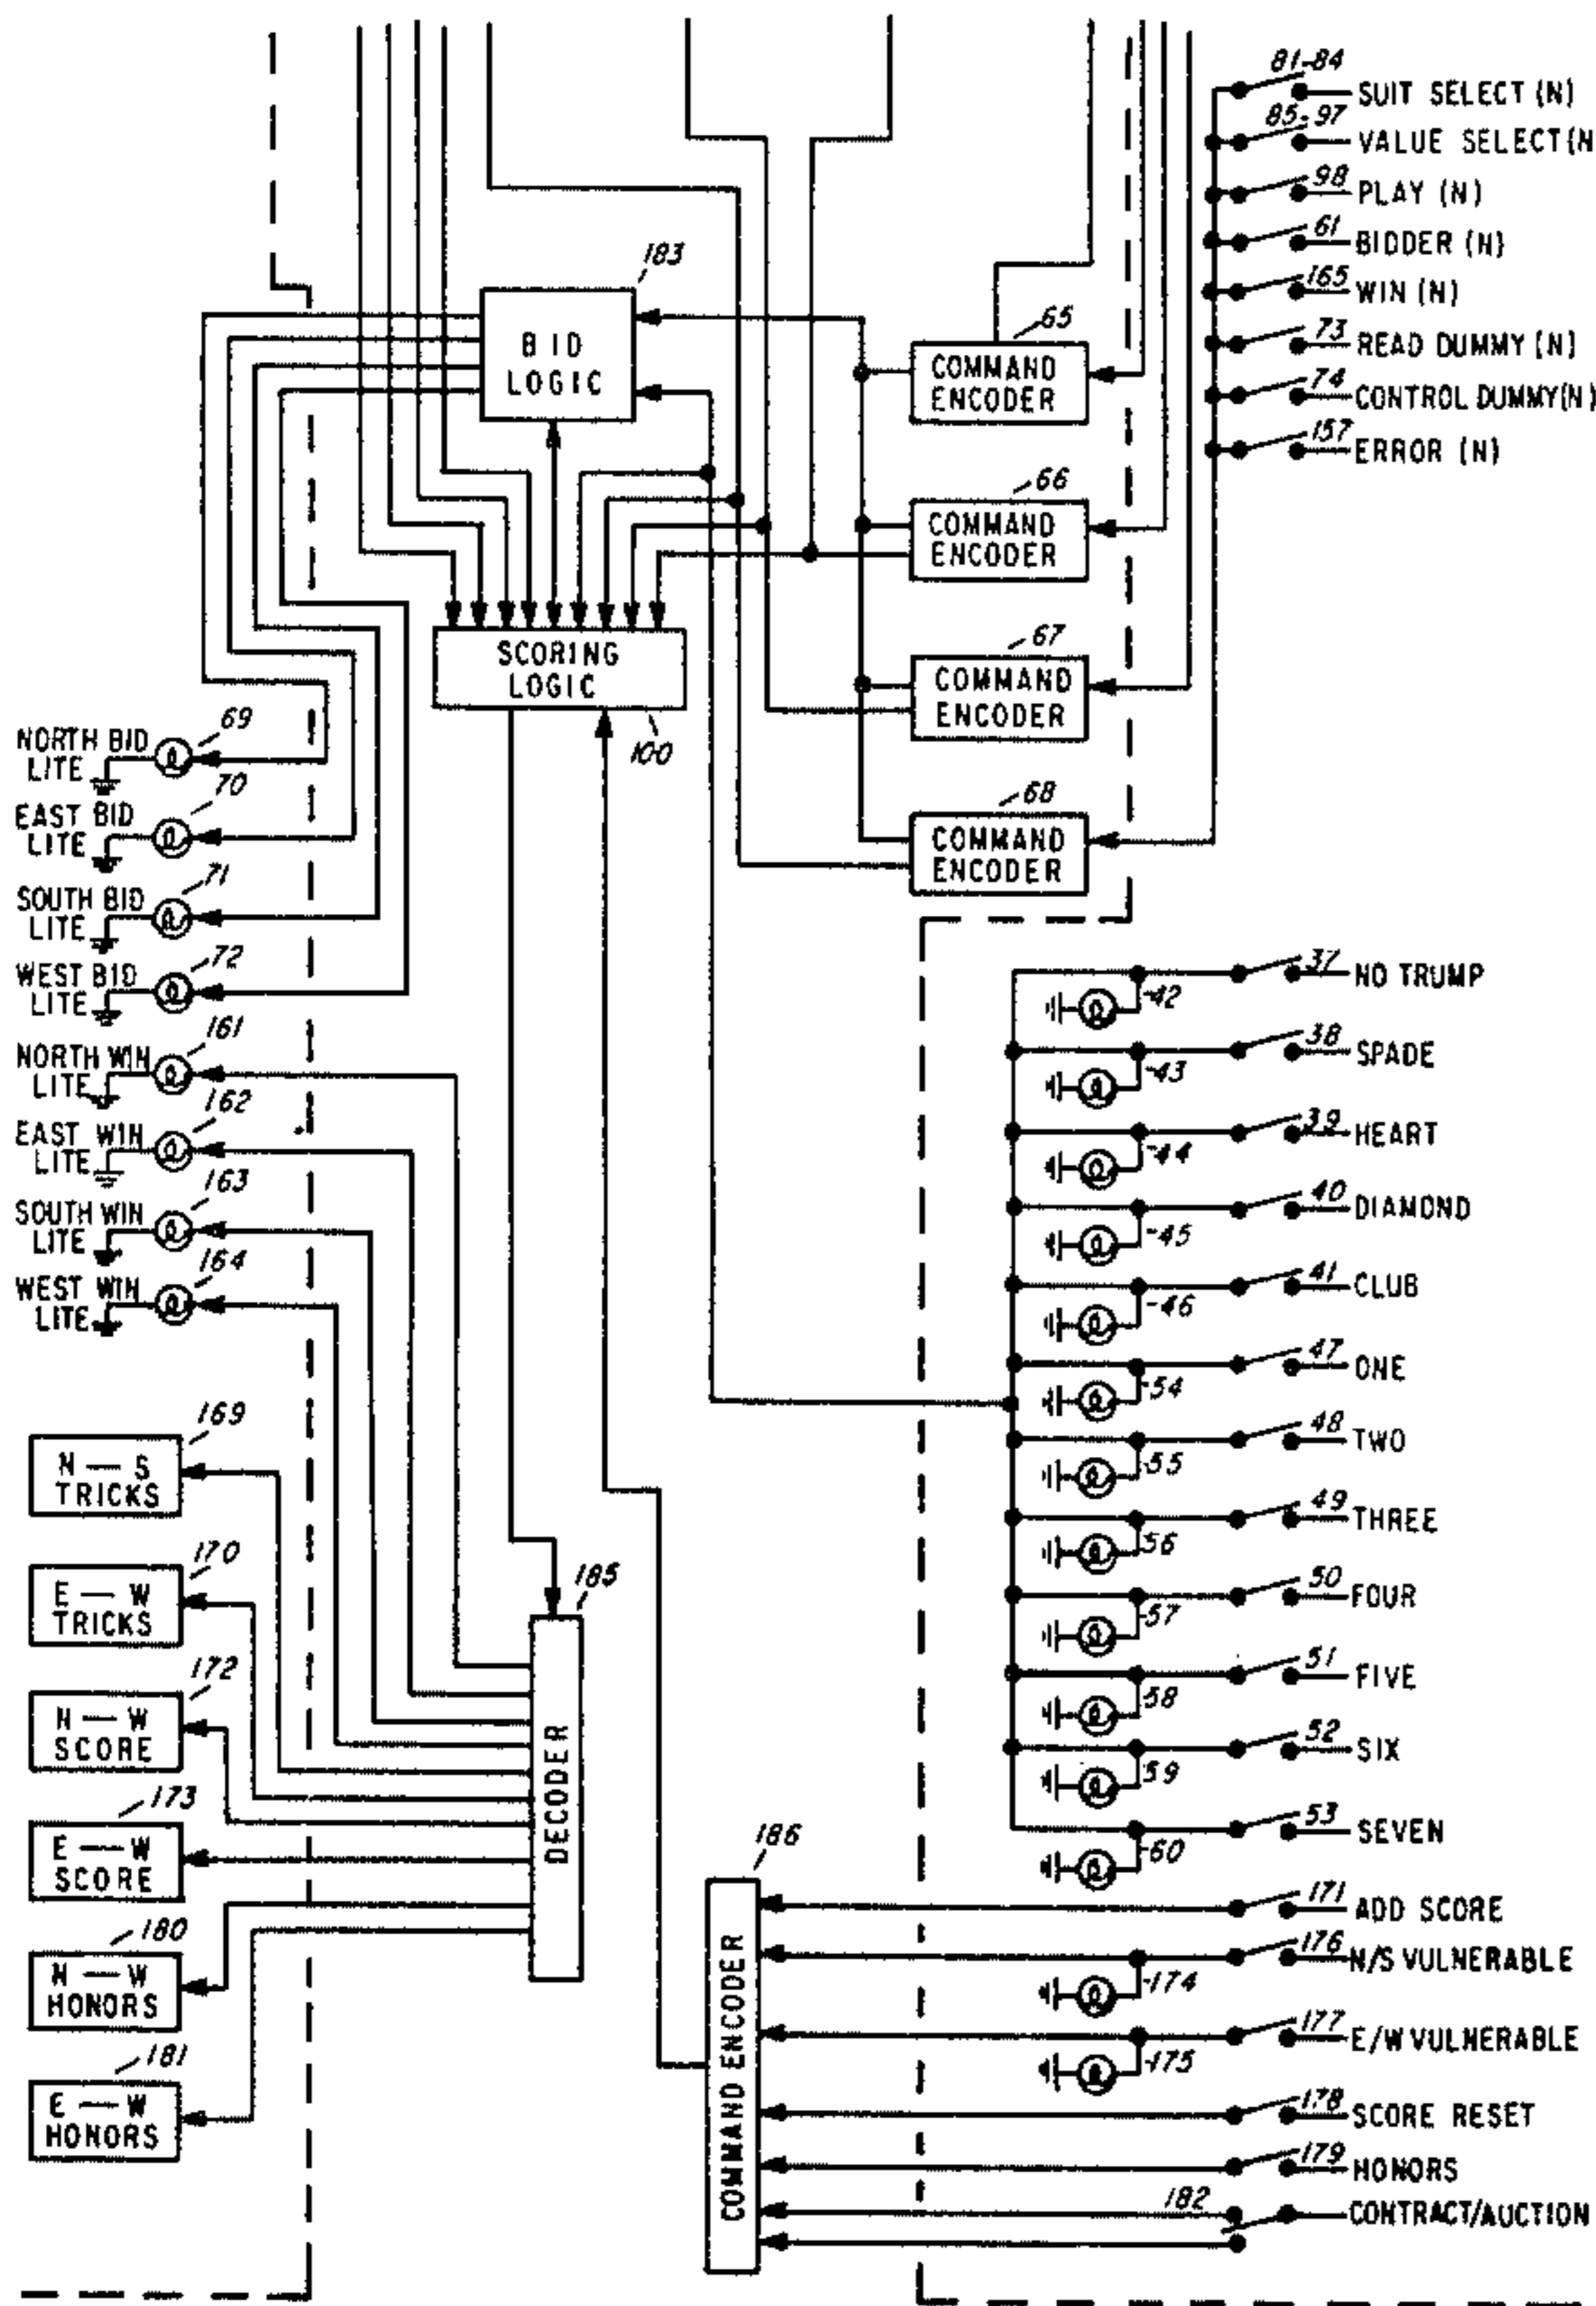 81-84
SUIT SELECT (N)
85-97
VALUE SELECT (N
98
PLAY (N)
61
BIDDER (N)
165
WIN (N)
73
READ DUMMY (N)
74
CONTROL DUMMY(N)
157
ERROR (N)
183
BID
LOGIC
65
COMMAND
ENCODER
66
COMMAND
ENCODER
67
COMMAND
ENCODER
68
COMMAND
ENCODER
SCORING
LOGIC
100
NORTH BID
LITE
69
EAST BID
LITE
70
SOUTH BID
LITE
71
WEST BID
LITE
72
NORTH WIN
LITE
161
EAST WIN
LITE
162
SOUTH WIN
LITE
163
WEST WIN
LITE
164
169
N — S
TRICKS
170
E — W
TRICKS
172
N — W
SCORE
173
E — W
SCORE
180
N — W
HONORS
181
E — W
HONORS
185
DECODER
186
COMMAND ENCODER
37
NO TRUMP
42
38
SPADE
43
39
HEART
44
40
DIAMOND
45
41
CLUB
46
47
ONE
54
48
TWO
55
49
THREE
56
50
FOUR
57
51
FIVE
58
52
SIX
59
53
SEVEN
60
171
ADD SCORE
176
N/S VULNERABLE
174
177
E/W VULNERABLE
175
178
SCORE RESET
179
HONORS
182
CONTRACT/AUCTION